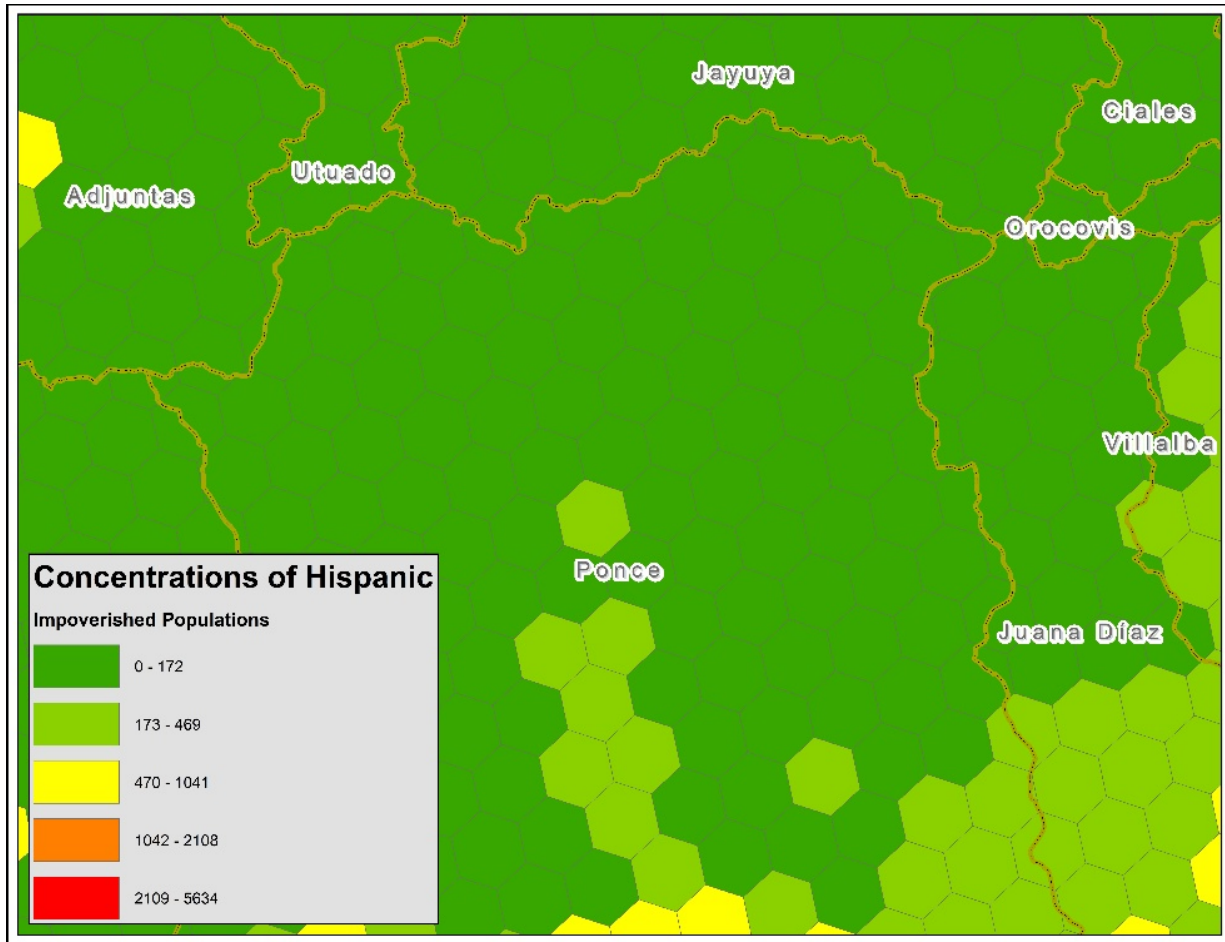 Jayuya
Ciales
Utuado
Adjuntas
Orocovis
Villalba
Ponce
Juana Díaz
Concentrations of Hispanic
Impoverished Populations
0 - 172
173 - 469
470 - 1041
1042 - 2108
2109 - 5634